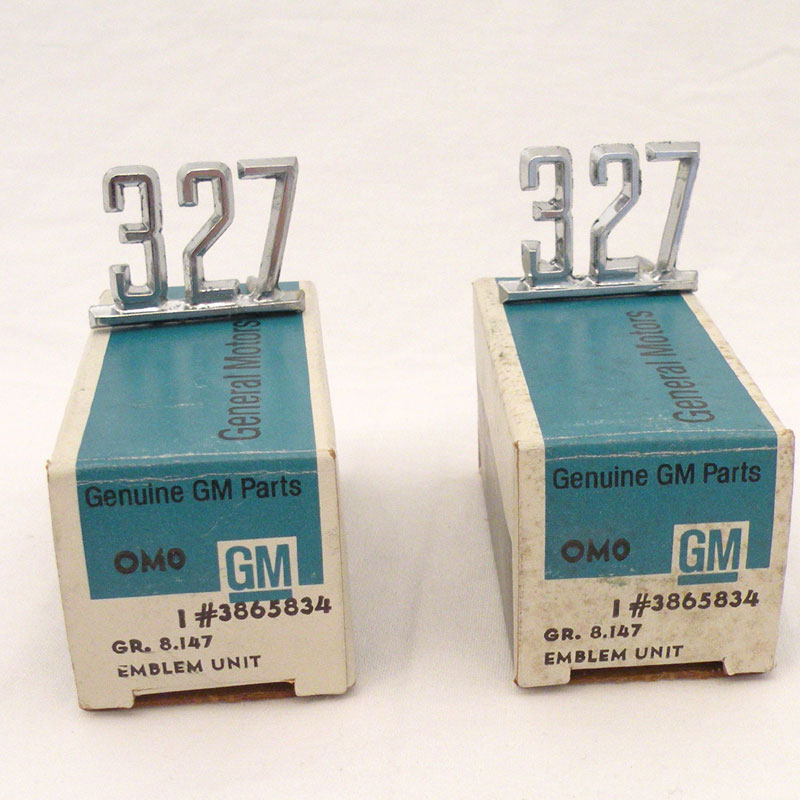 327
General Motors
Genuine GM Parts
OMO
GM
1 #3865834
GR. 8.147
EMBLEM UNIT
327
General Motors
Genuine GM Parts
OMO
GM
1 #3865834
GR. 8.147
EMBLEM UNIT